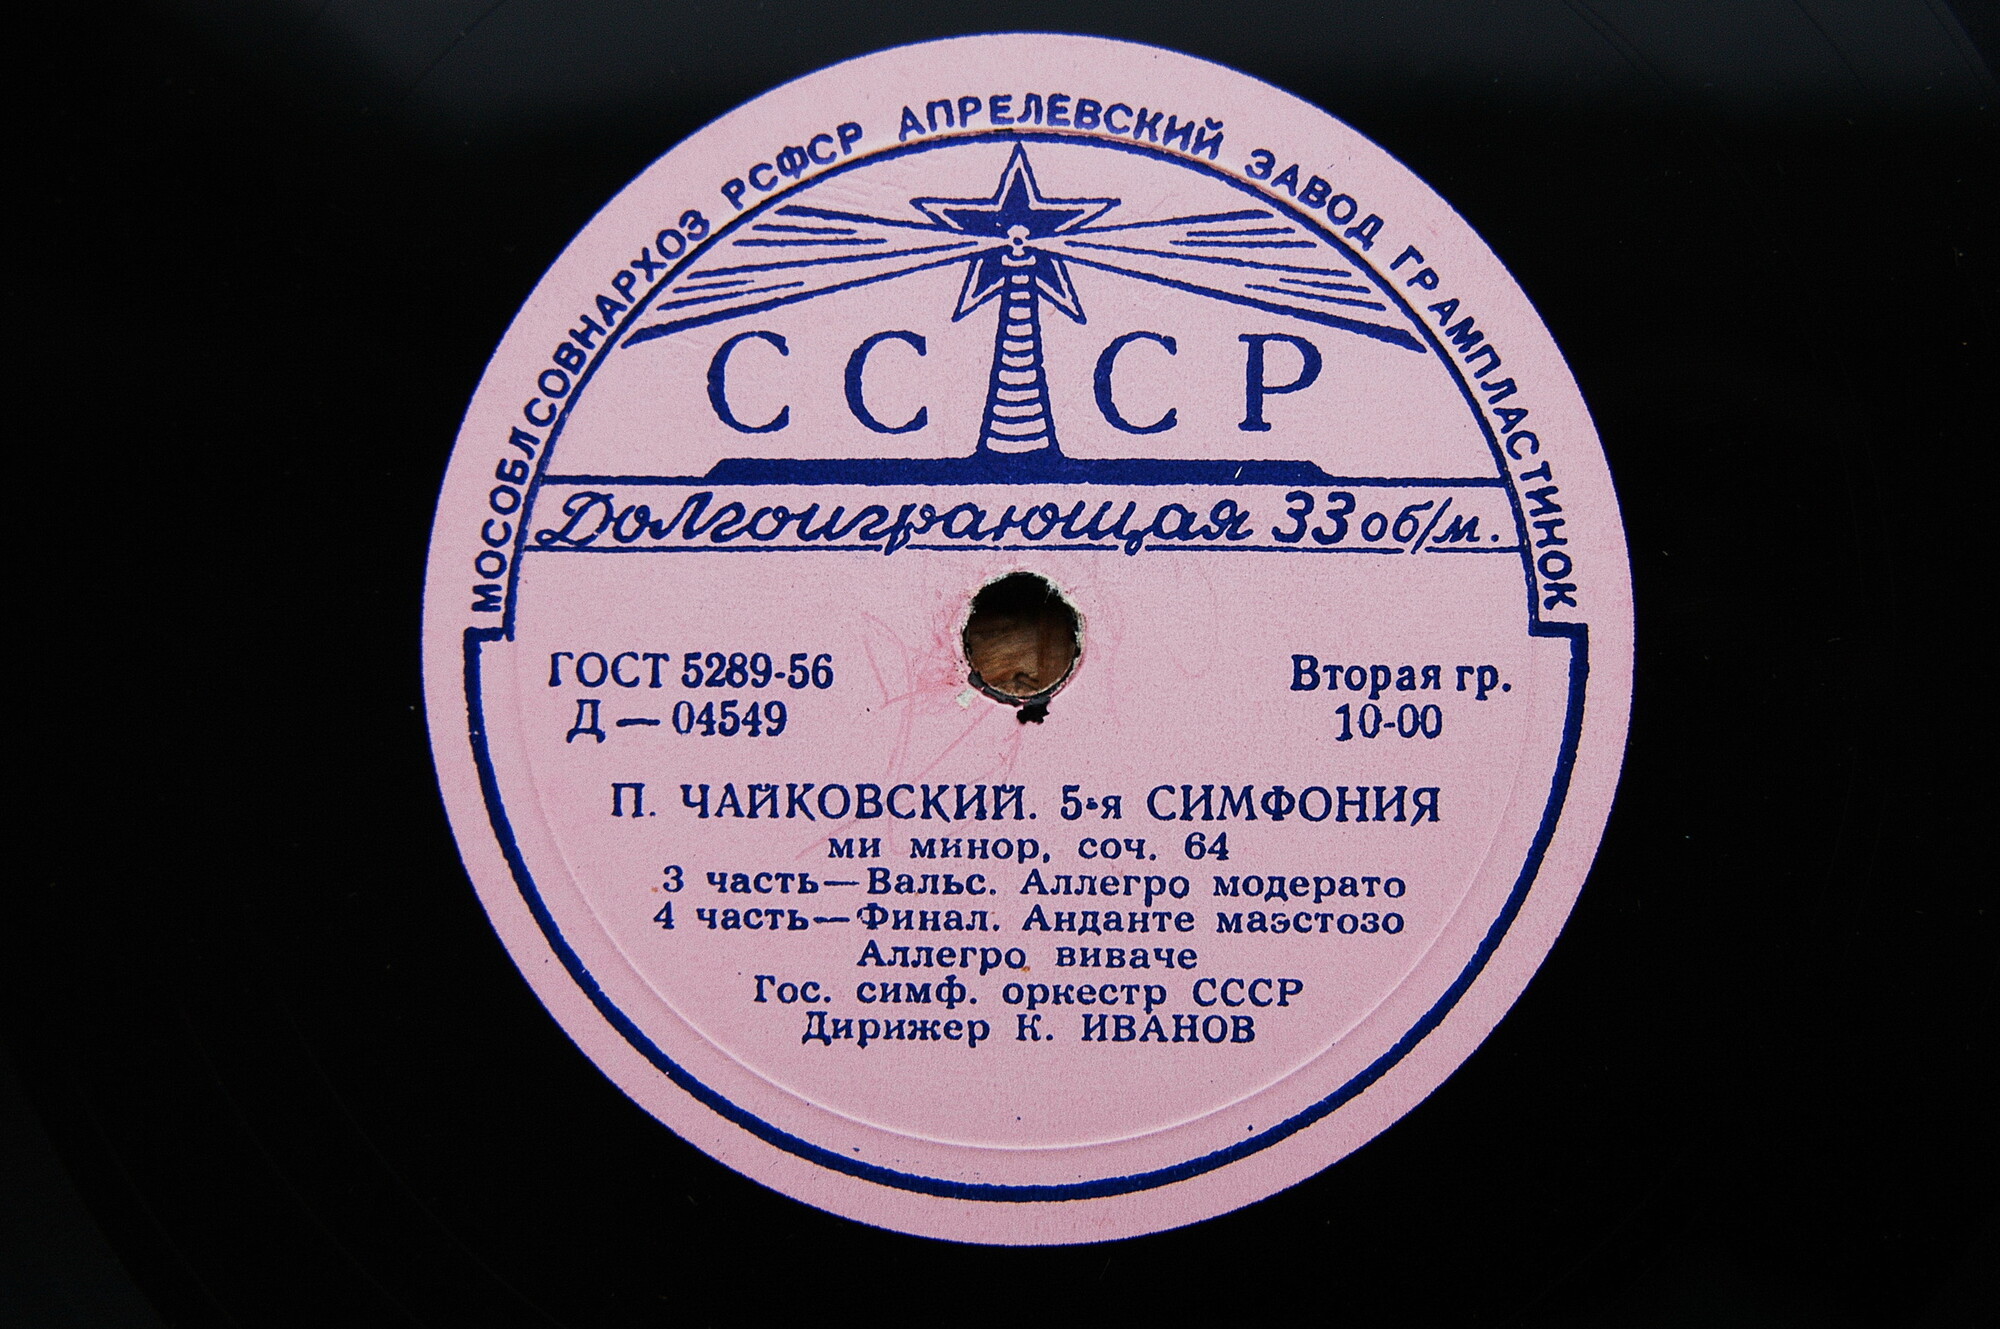 МОСОБЛСОВНАРХОЗ РСФСР АПРЕЛЕВСКИЙ ЗАВОД ГРАМПЛАСТИНОК
СССР
Долгоиграющая 33 об/м.
ГОСТ 5289-56
Д — 04549
Вторая гр.
10-00
П. ЧАЙКОВСКИЙ. 5-я СИМФОНИЯ
ми минор, соч. 64
3 часть—Вальс. Аллегро модерато
4 часть—Финал. Анданте маэстозо
Аллегро виваче
Гос. симф. оркестр СССР
Дирижер К. ИВАНОВ